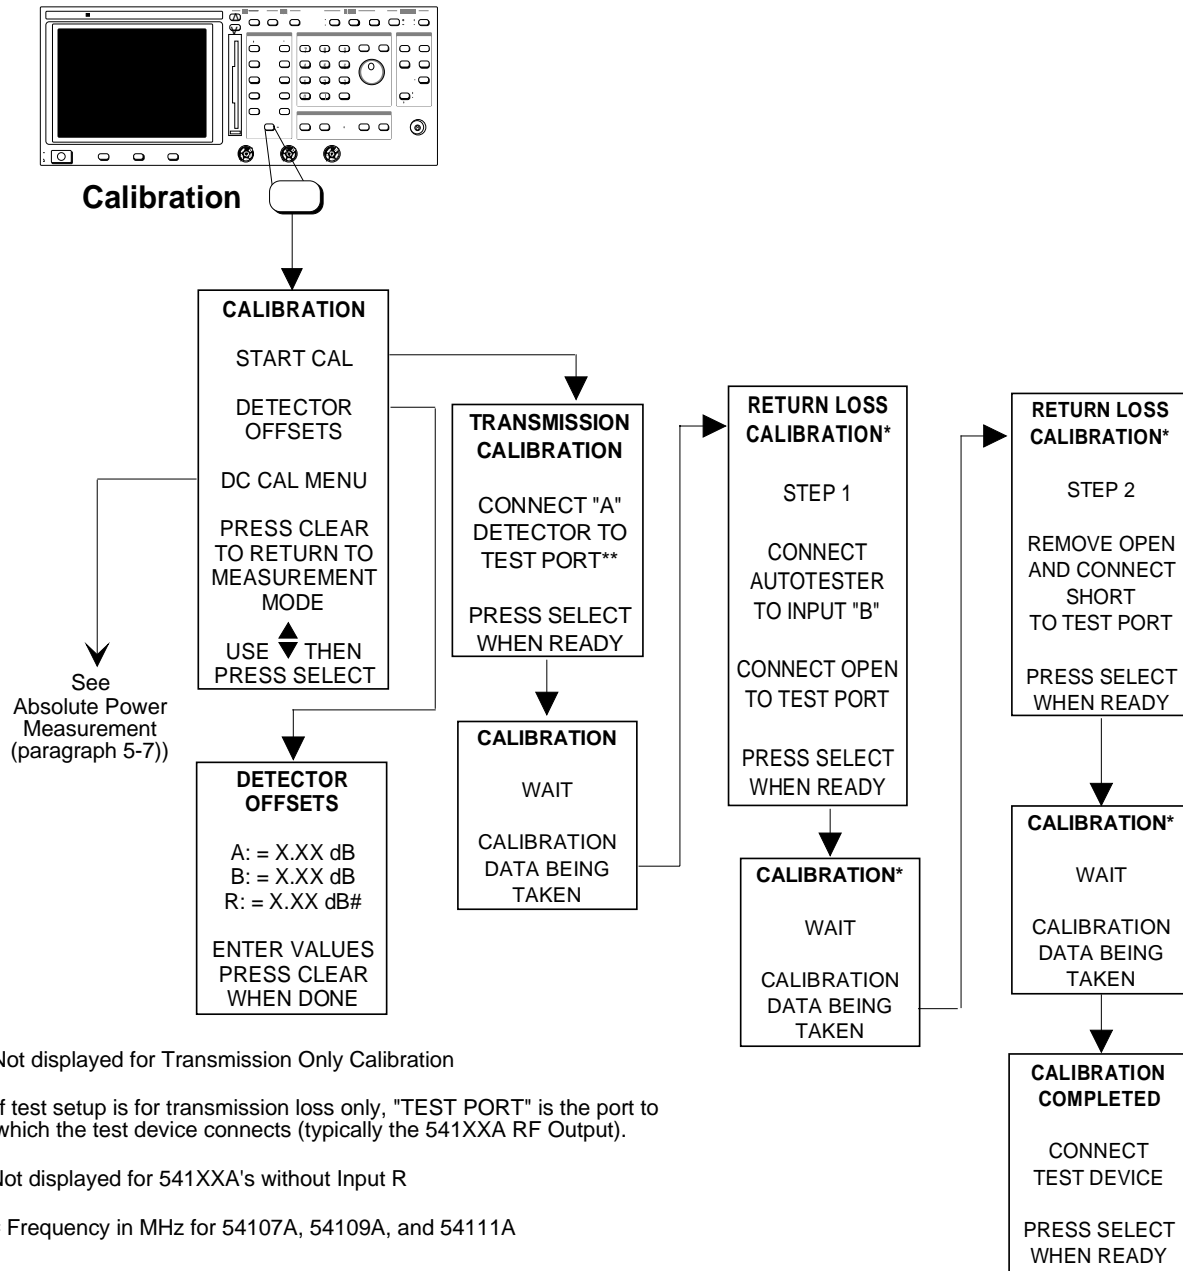 Calibration
CALIBRATION
START CAL
DETECTOR
OFFSETS
DC CAL MENU
PRESS CLEAR
TO RETURN TO
MEASUREMENT
MODE
USE ▲▼ THEN
PRESS SELECT
See
Absolute Power
Measurement
(paragraph 5-7))
DETECTOR
OFFSETS
A: = X.XX dB
B: = X.XX dB
R: = X.XX dB#
ENTER VALUES
PRESS CLEAR
WHEN DONE
TRANSMISSION
CALIBRATION
CONNECT "A"
DETECTOR TO
TEST PORT**
PRESS SELECT
WHEN READY
CALIBRATION
WAIT
CALIBRATION
DATA BEING
TAKEN
RETURN LOSS
CALIBRATION*
STEP 1
CONNECT
AUTOTESTER
TO INPUT "B"
CONNECT OPEN
TO TEST PORT
PRESS SELECT
WHEN READY
CALIBRATION*
WAIT
CALIBRATION
DATA BEING
TAKEN
RETURN LOSS
CALIBRATION*
STEP 2
REMOVE OPEN
AND CONNECT
SHORT
TO TEST PORT
PRESS SELECT
WHEN READY
CALIBRATION*
WAIT
CALIBRATION
DATA BEING
TAKEN
CALIBRATION
COMPLETED
CONNECT
TEST DEVICE
PRESS SELECT
WHEN READY
Not displayed for Transmission Only Calibration
If test setup is for transmission loss only, "TEST PORT" is the port to
which the test device connects (typically the 541XXA RF Output).
Not displayed for 541XXA's without Input R
Frequency in MHz for 54107A, 54109A, and 54111A